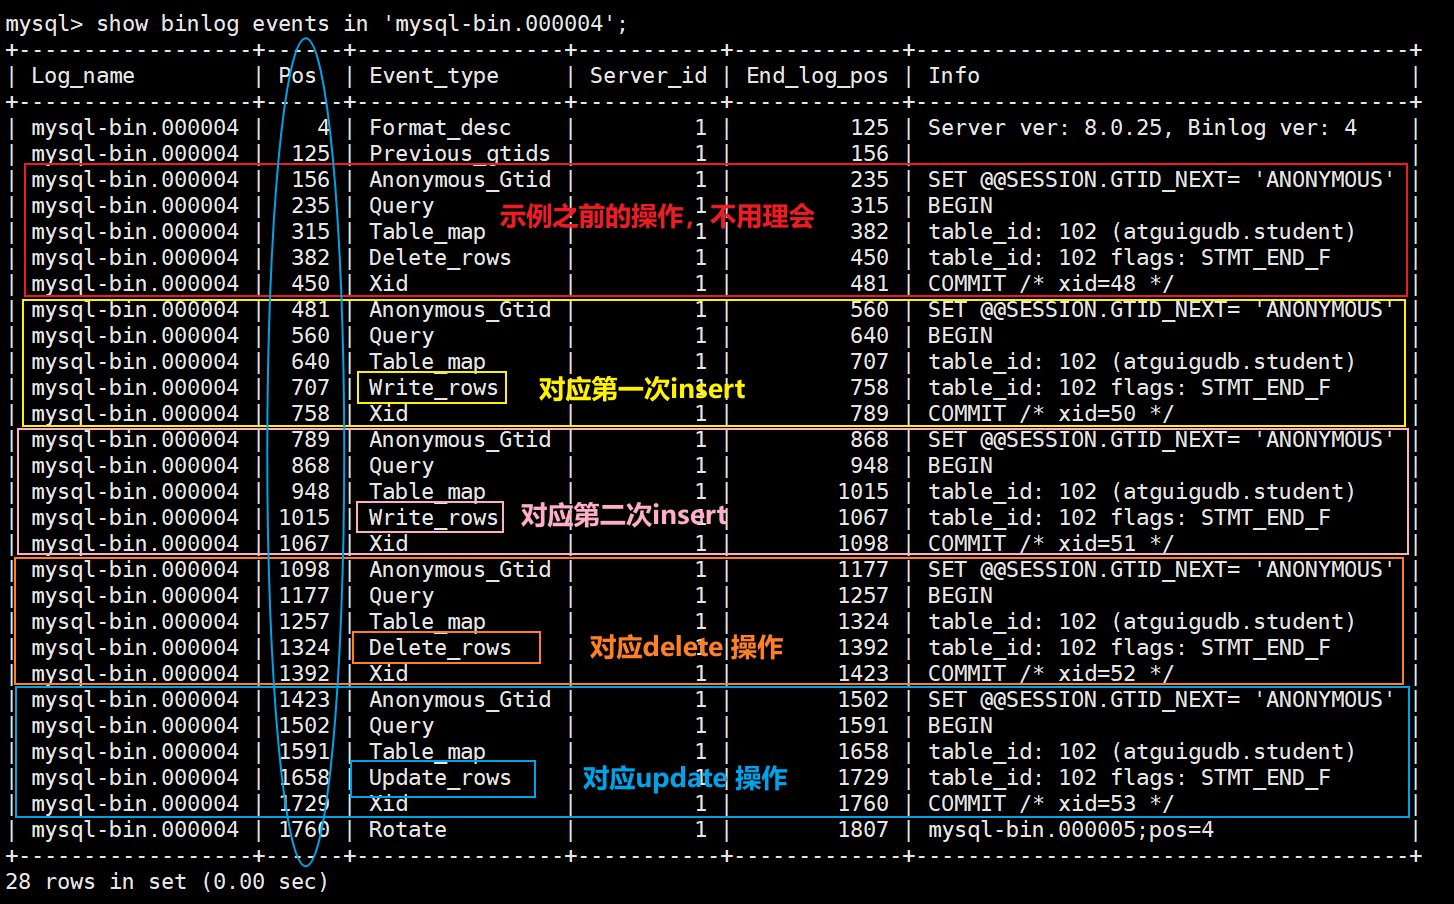 mysql> show binlog events in 'mysql-bin.000004';
+------------------+------+----------------+-----------+-------------+--------------------------------------+
| Log_name         | Pos  | Event_type     | Server_id | End_log_pos | Info                                 |
+------------------+------+----------------+-----------+-------------+--------------------------------------+
| mysql-bin.000004 |    4 | Format_desc    |         1 |         125 | Server ver: 8.0.25, Binlog ver: 4    |
| mysql-bin.000004 |  125 | Previous_gtids |         1 |         156 |                                      |
| mysql-bin.000004 |  156 | Anonymous_Gtid |         1 |         235 | SET @@SESSION.GTID_NEXT= 'ANONYMOUS' |
| mysql-bin.000004 |  235 | Query          |         1 |         315 | BEGIN                                |
示例之前的操作，不用理会
| mysql-bin.000004 |  315 | Table_map      |         1 |         382 | table_id: 102 (atguigudb.student)    |
| mysql-bin.000004 |  382 | Delete_rows    |         1 |         450 | table_id: 102 flags: STMT_END_F      |
| mysql-bin.000004 |  450 | Xid            |         1 |         481 | COMMIT /* xid=48 */                  |
| mysql-bin.000004 |  481 | Anonymous_Gtid |         1 |         560 | SET @@SESSION.GTID_NEXT= 'ANONYMOUS' |
| mysql-bin.000004 |  560 | Query          |         1 |         640 | BEGIN                                |
| mysql-bin.000004 |  640 | Table_map      |         1 |         707 | table_id: 102 (atguigudb.student)    |
| mysql-bin.000004 |  707 | Write_rows     |         1 |         758 | table_id: 102 flags: STMT_END_F      |
对应第一次insert
| mysql-bin.000004 |  758 | Xid            |         1 |         789 | COMMIT /* xid=50 */                  |
| mysql-bin.000004 |  789 | Anonymous_Gtid |         1 |         868 | SET @@SESSION.GTID_NEXT= 'ANONYMOUS' |
| mysql-bin.000004 |  868 | Query          |         1 |         948 | BEGIN                                |
| mysql-bin.000004 |  948 | Table_map      |         1 |        1015 | table_id: 102 (atguigudb.student)    |
| mysql-bin.000004 | 1015 | Write_rows     |         1 |        1067 | table_id: 102 flags: STMT_END_F      |
对应第二次insert
| mysql-bin.000004 | 1067 | Xid            |         1 |        1098 | COMMIT /* xid=51 */                  |
| mysql-bin.000004 | 1098 | Anonymous_Gtid |         1 |        1177 | SET @@SESSION.GTID_NEXT= 'ANONYMOUS' |
| mysql-bin.000004 | 1177 | Query          |         1 |        1257 | BEGIN                                |
| mysql-bin.000004 | 1257 | Table_map      |         1 |        1324 | table_id: 102 (atguigudb.student)    |
| mysql-bin.000004 | 1324 | Delete_rows    |         1 |        1392 | table_id: 102 flags: STMT_END_F      |
对应delete 操作
| mysql-bin.000004 | 1392 | Xid            |         1 |        1423 | COMMIT /* xid=52 */                  |
| mysql-bin.000004 | 1423 | Anonymous_Gtid |         1 |        1502 | SET @@SESSION.GTID_NEXT= 'ANONYMOUS' |
| mysql-bin.000004 | 1502 | Query          |         1 |        1591 | BEGIN                                |
| mysql-bin.000004 | 1591 | Table_map      |         1 |        1658 | table_id: 102 (atguigudb.student)    |
| mysql-bin.000004 | 1658 | Update_rows    |         1 |        1729 | table_id: 102 flags: STMT_END_F      |
对应update 操作
| mysql-bin.000004 | 1729 | Xid            |         1 |        1760 | COMMIT /* xid=53 */                  |
| mysql-bin.000004 | 1760 | Rotate         |         1 |        1807 | mysql-bin.000005;pos=4               |
+------------------+------+----------------+-----------+-------------+--------------------------------------+
28 rows in set (0.00 sec)